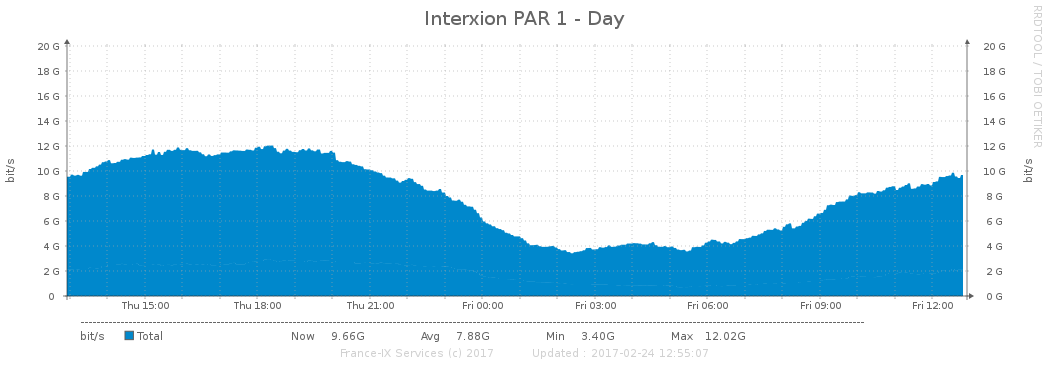 Interxion PAR 1 - Day
RRDTOOL / TOBI OETIKER
bit/s
20 G 20 G
18 G 18 G
16 G 16 G
14 G 14 G
12 G 12 G
10 G 10 G
8 G 8 G
6 G 6 G
4 G 4 G
2 G 2 G
0 0 G
bit/s
Thu 15:00 Thu 18:00 Thu 21:00 Fri 00:00 Fri 03:00 Fri 06:00 Fri 09:00 Fri 12:00
bit/s Total Now 9.66G Avg 7.88G Min 3.40G Max 12.02G
France-IX Services (c) 2017 Updated : 2017-02-24 12:55:07